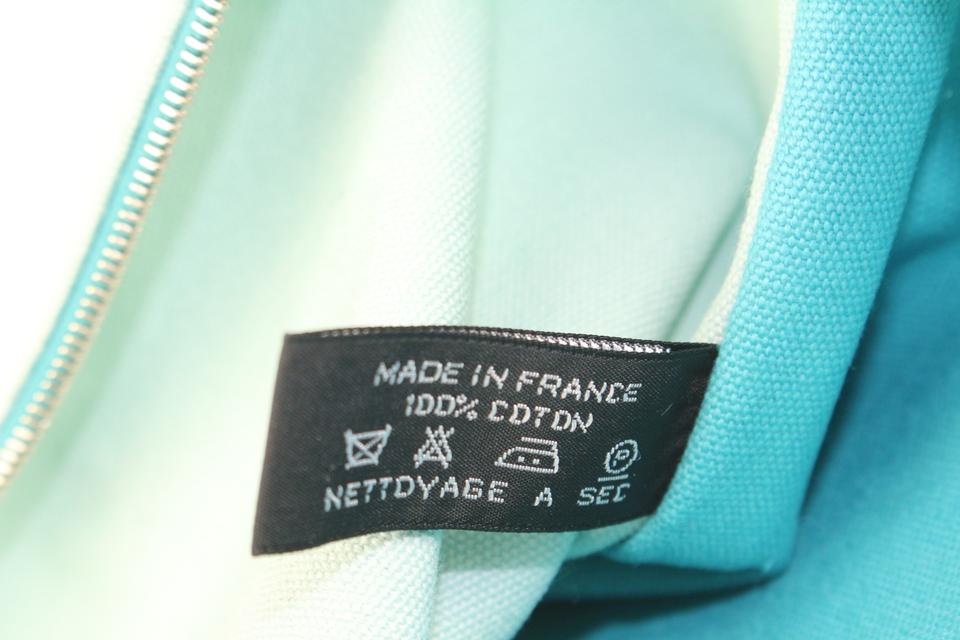 MADE IN FRANCE
100% COTON
P
NETTOYAGE A SEC